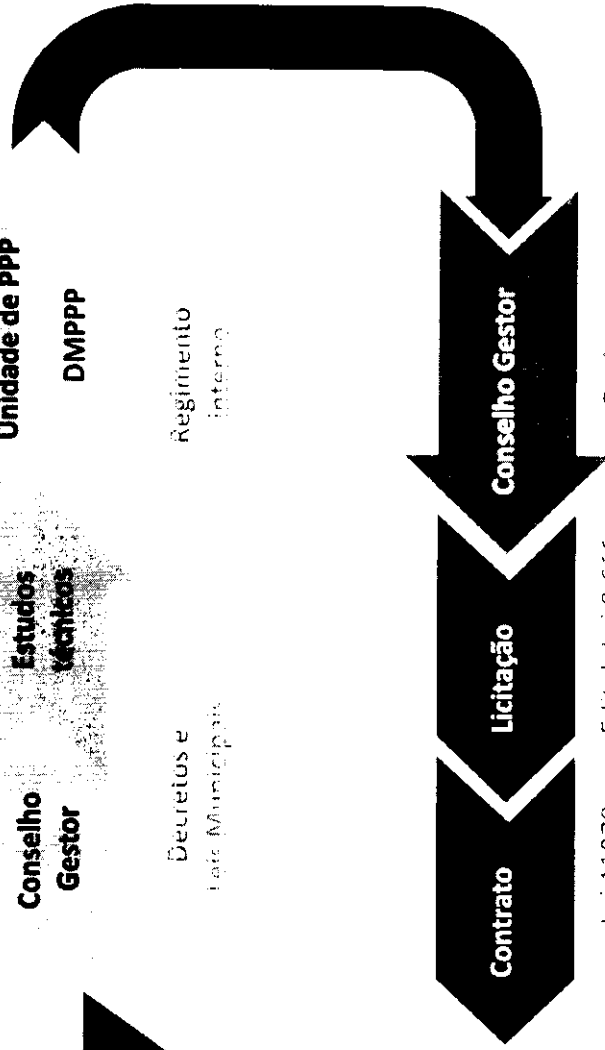 Conselho
Gestor
Estudos
técnicos
Unidade de PPP
DMPPP
Decretos e
Leis Municipais
Regimento
interno
Contrato
Licitação
Conselho Gestor